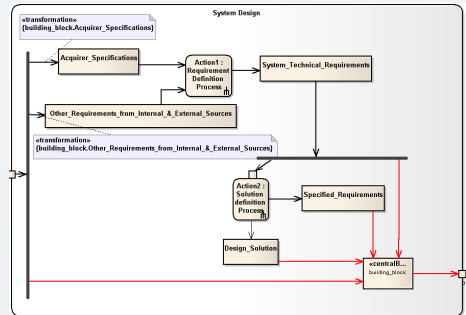 System Design
«transformation»
{building_block.Acquirer_Specifications}
Acquirer_Specifications
Action1 :
Requirement
Definition
Process
System_Technical_Requirements
Other_Requirements_from_Internal_&_External_Sources
«transformation»
{building_block.Other_Requirements_from_Internal_&_External_Sources}
Action2 :
Solution
definition
Process
Specified_Requirements
Design_Solution
«centralB...
building_block